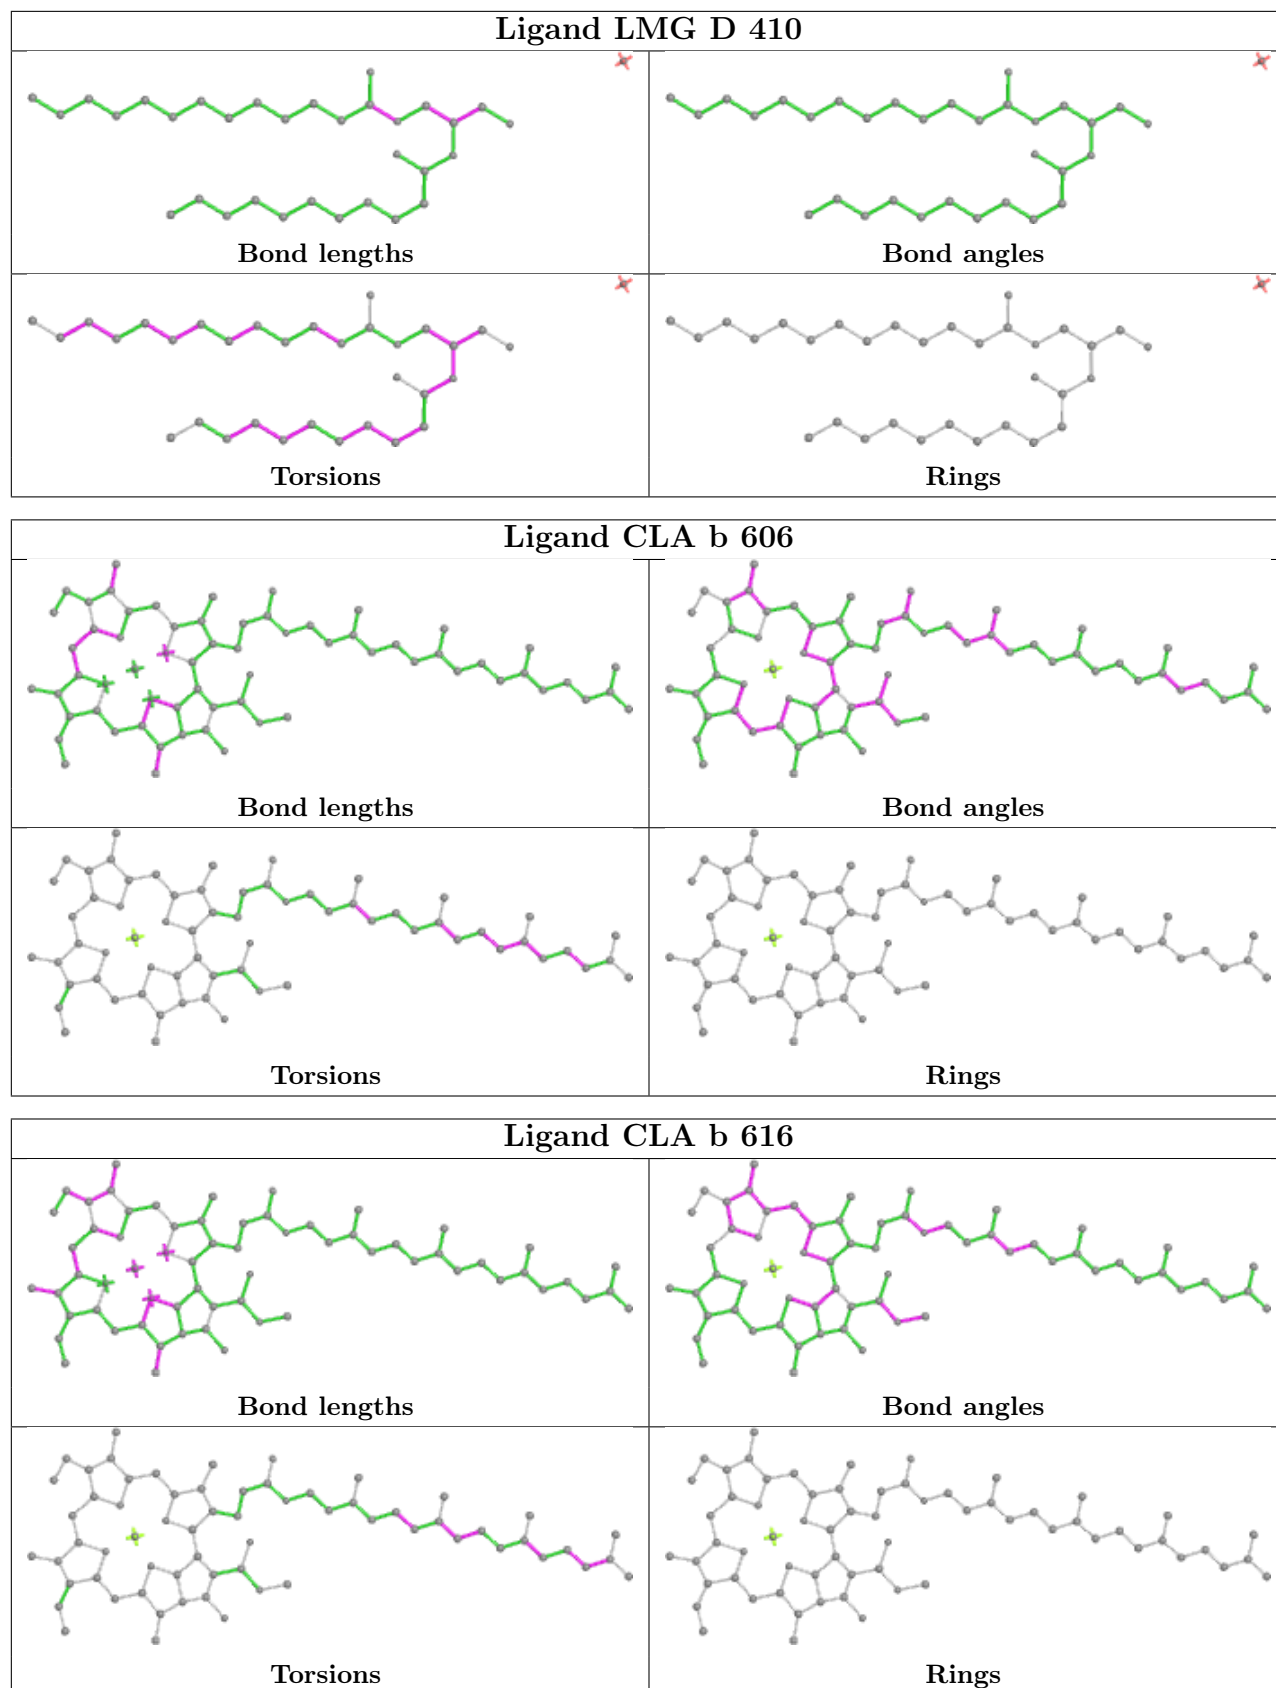 Ligand LMG D 410
Bond lengths
Bond angles
Torsions
Rings
Ligand CLA b 606
Bond lengths
Bond angles
Torsions
Rings
Ligand CLA b 616
Bond lengths
Bond angles
Torsions
Rings